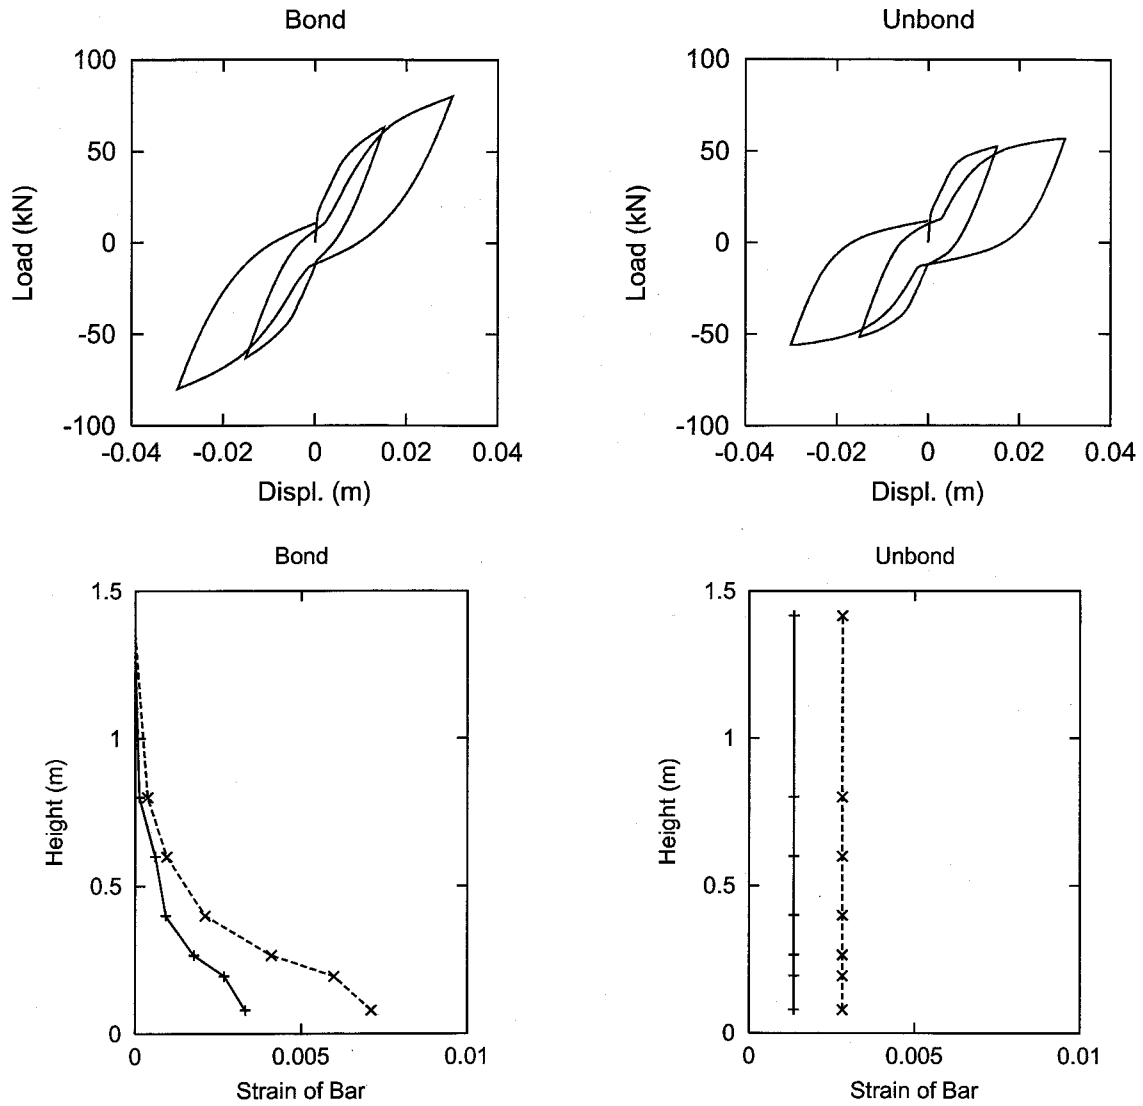 Bond
Unbond
100
50
0
-50
-100
Load (kN)
-0.04 -0.02 0 0.02 0.04
Displ. (m)
100
50
0
-50
-100
Load (kN)
-0.04 -0.02 0 0.02 0.04
Displ. (m)
Bond
Unbond
1.5
1
0.5
0
Height (m)
0 0.005 0.01
Strain of Bar
1.5
1
0.5
0
Height (m)
0 0.005 0.01
Strain of Bar